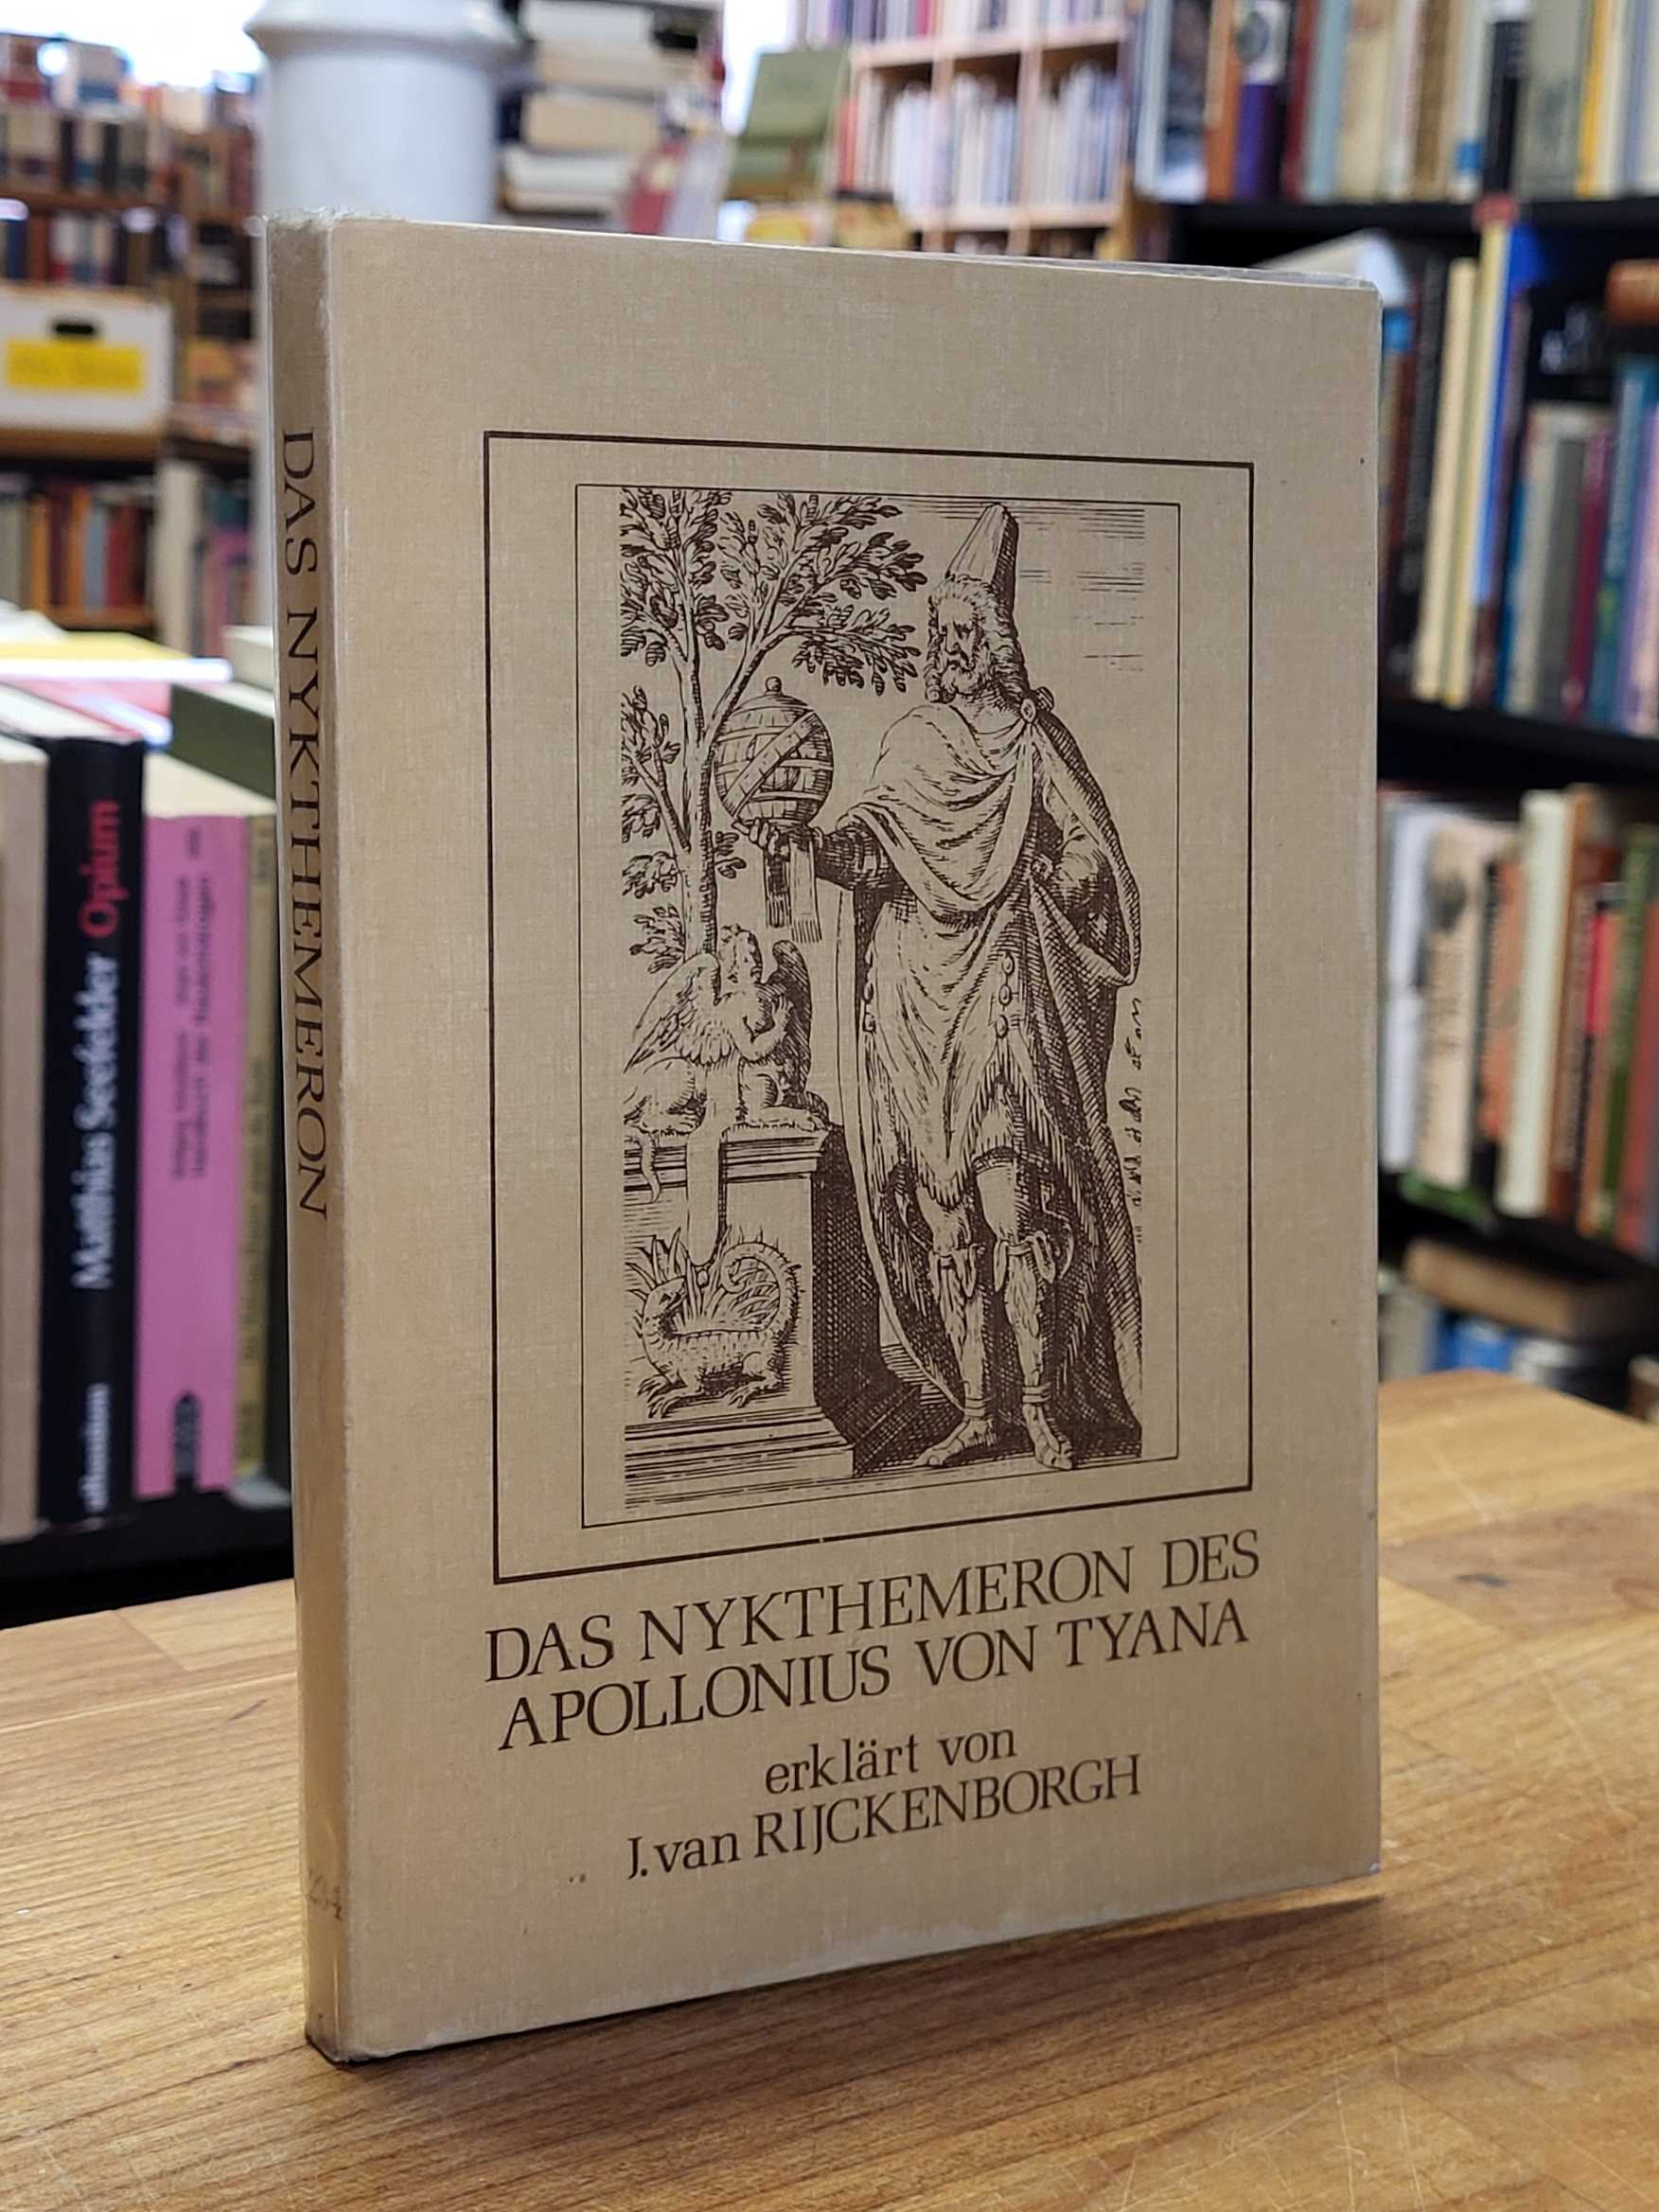 DAS NYKTHEMERON
DAS NYKTHEMERON DES
APOLLONIUS VON TYANA
erklärt von
J. van RIJCKENBORGH
Matthias Seefelder Opium